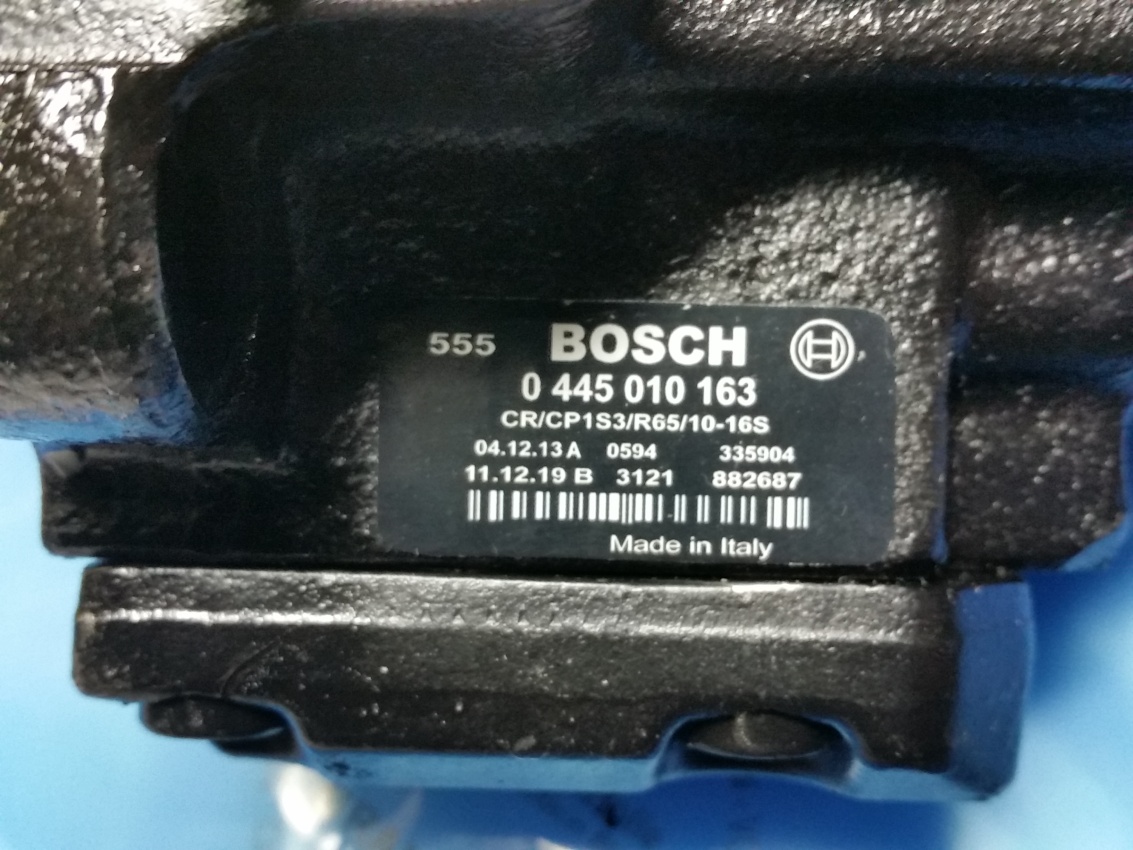 555 BOSCH
0 445 010 163
CR/CP1S3/R65/10-16S
04.12.13 A 0594 335904
11.12.19 B 3121 882687
Made in Italy